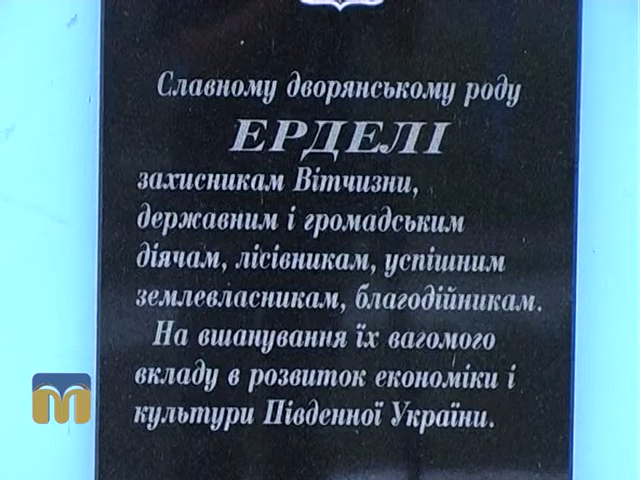 Славному дворянському роду
ЕРДЕЛІ
захисникам Вітчизни,
державним і громадським
діячам, лісівникам, успішним
землевласникам, благодійникам.
На вшанування їх вагомого
вкладу в розвиток економіки і
культури Південної України.